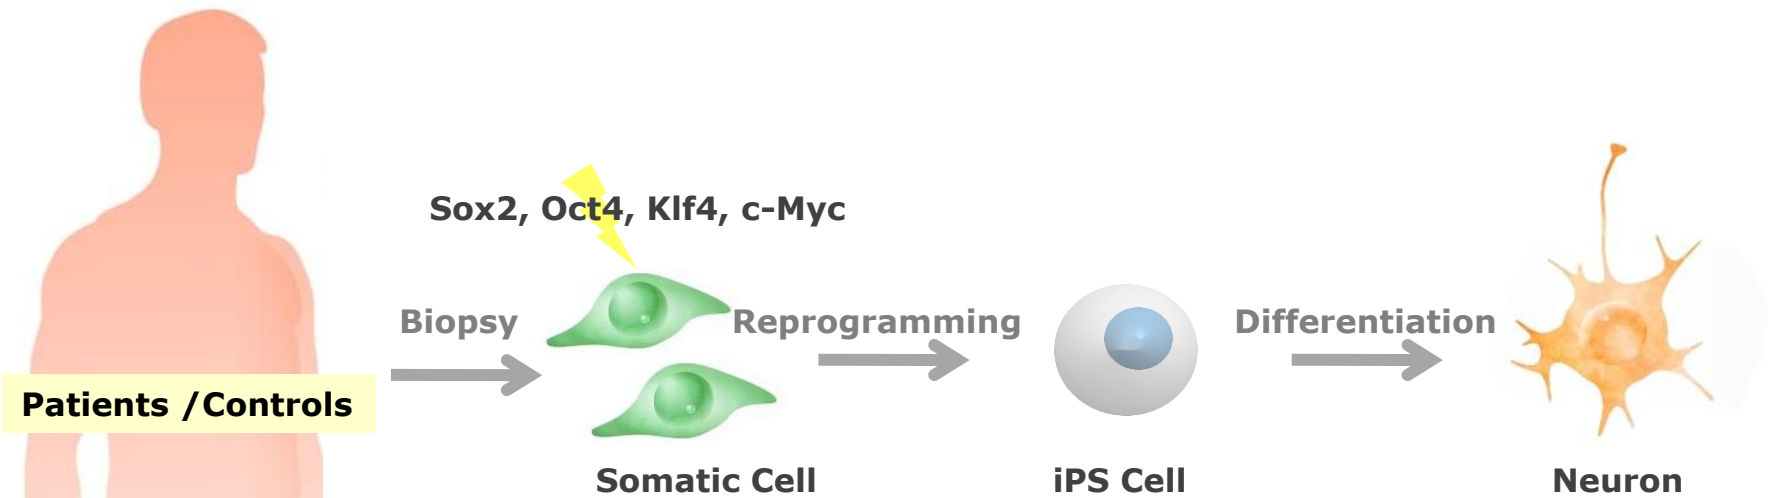 Sox2, Oct4, Klf4, c-Myc
Biopsy
Reprogramming
Differentiation
Patients /Controls
Somatic Cell
iPS Cell
Neuron